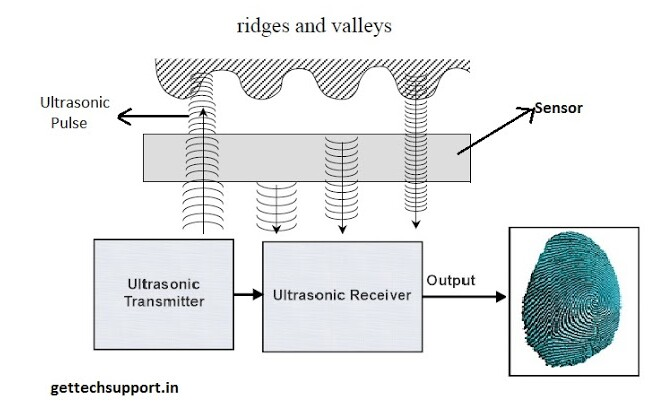 ridges and valleys
Ultrasonic
Pulse
Sensor
Ultrasonic
Transmitter
Ultrasonic Receiver
Output
gettechsupport.in